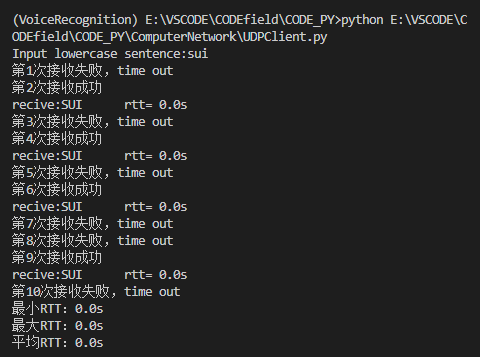 (VoiceRecognition) E:\VSCODE\CODEfield\CODE_PY>python E:\VSCODE\C
ODEfield\CODE_PY\ComputerNetwork\UDPClient.py
Input lowercase sentence:sui
第1次接收失败，time out
第2次接收成功
recive:SUI      rtt= 0.0s
第3次接收失败，time out
第4次接收成功
recive:SUI      rtt= 0.0s
第5次接收失败，time out
第6次接收成功
recive:SUI      rtt= 0.0s
第7次接收失败，time out
第8次接收失败，time out
第9次接收成功
recive:SUI      rtt= 0.0s
第10次接收失败，time out
最小RTT：0.0s
最大RTT：0.0s
平均RTT：0.0s